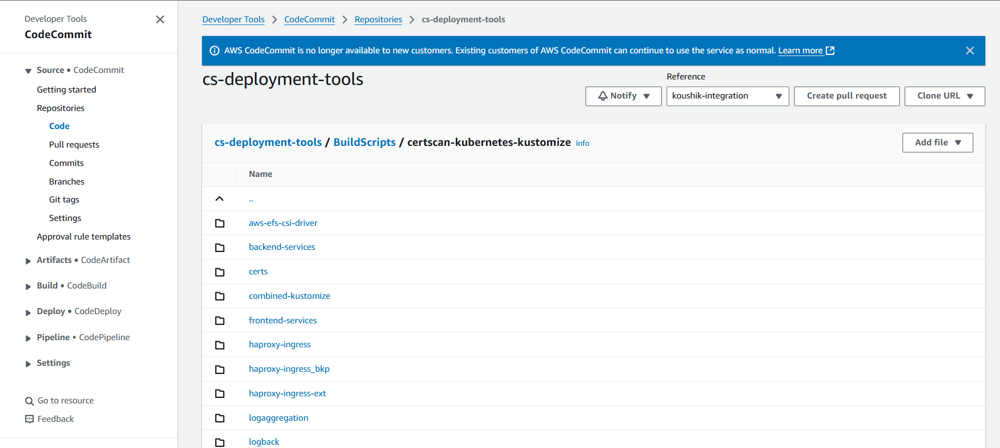 Developer Tools
CodeCommit
Source • CodeCommit
Getting started
Repositories
Code
Pull requests
Commits
Branches
Git tags
Settings
Approval rule templates
Artifacts • CodeArtifact
Build • CodeBuild
Deploy • CodeDeploy
Pipeline • CodePipeline
Settings
Go to resource
Feedback
Developer Tools > CodeCommit > Repositories > cs-deployment-tools
AWS CodeCommit is no longer available to new customers. Existing customers of AWS CodeCommit can continue to use the service as normal. Learn more
cs-deployment-tools
Reference
Notify koushik-integration Create pull request Clone URL
cs-deployment-tools / BuildScripts / certscan-kubernetes-kustomize Info
Add file
Name
..
aws-efs-csi-driver
backend-services
certs
combined-kustomize
frontend-services
haproxy-ingress
haproxy-ingress_bkp
haproxy-ingress-ext
logaggregation
logback